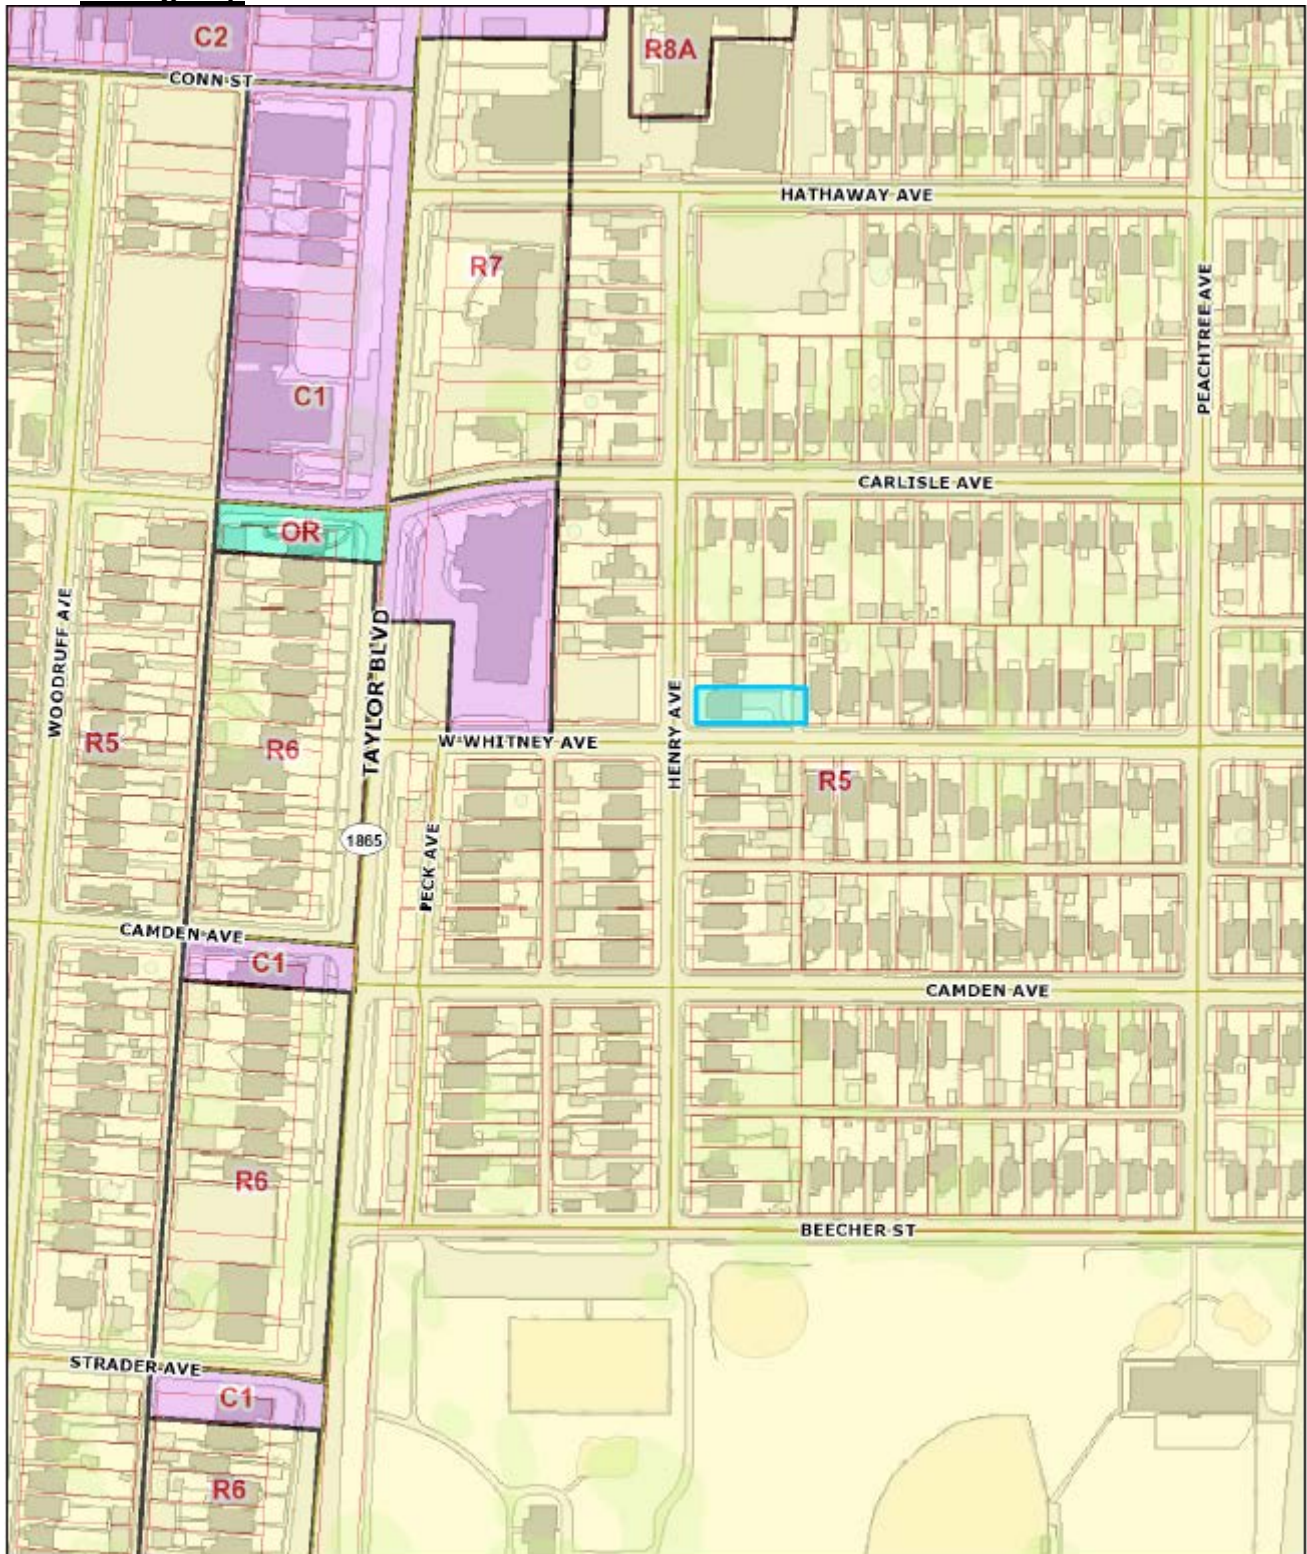 C2
R8A
CONN ST
HATHAWAY AVE
R7
PEACHTREE AVE
C1
CARLISLE AVE
OR
WOODRUFF AVE
TAYLOR BLVD
R5
R6
W WHITNEY AVE
HENRY AVE
R5
1865
PECK AVE
CAMDEN AVE
C1
CAMDEN AVE
R6
BEECHER ST
STRADER AVE
C1
R6